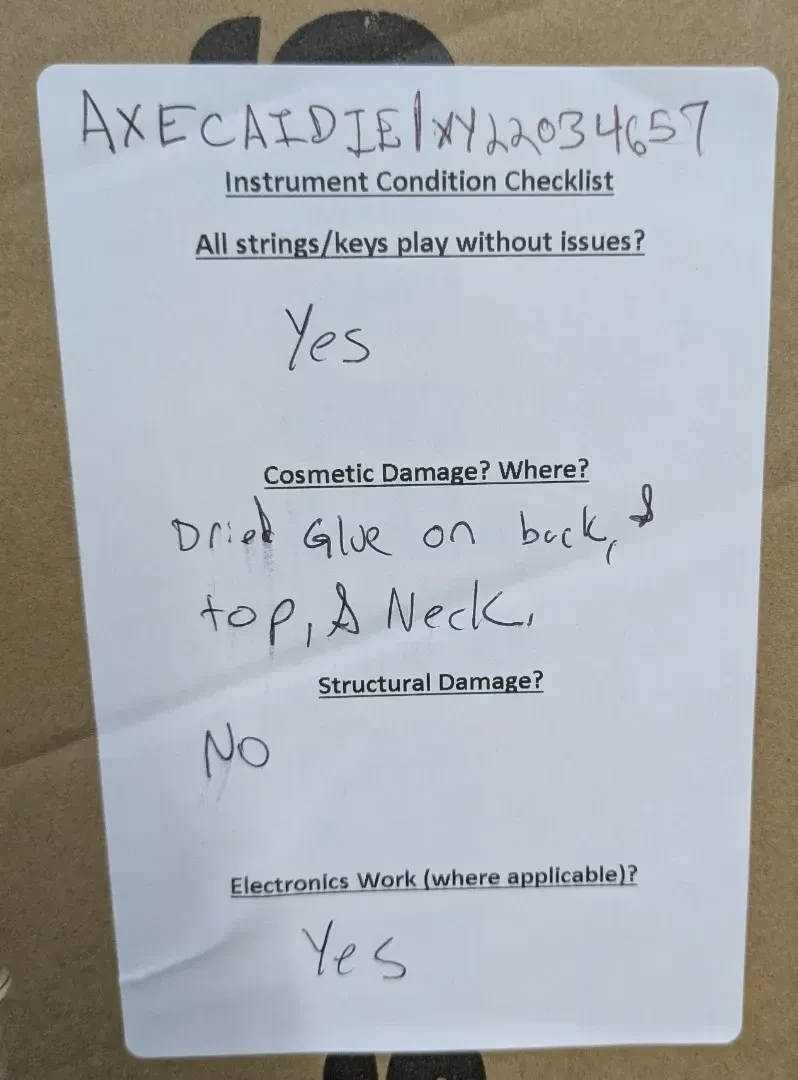 AXECAIDIE|XY22034657
Instrument Condition Checklist
All strings/keys play without issues?
Yes
Cosmetic Damage? Where?
Dried Glue on back, &
top, & Neck.
Structural Damage?
No
Electronics Work (where applicable)?
Yes